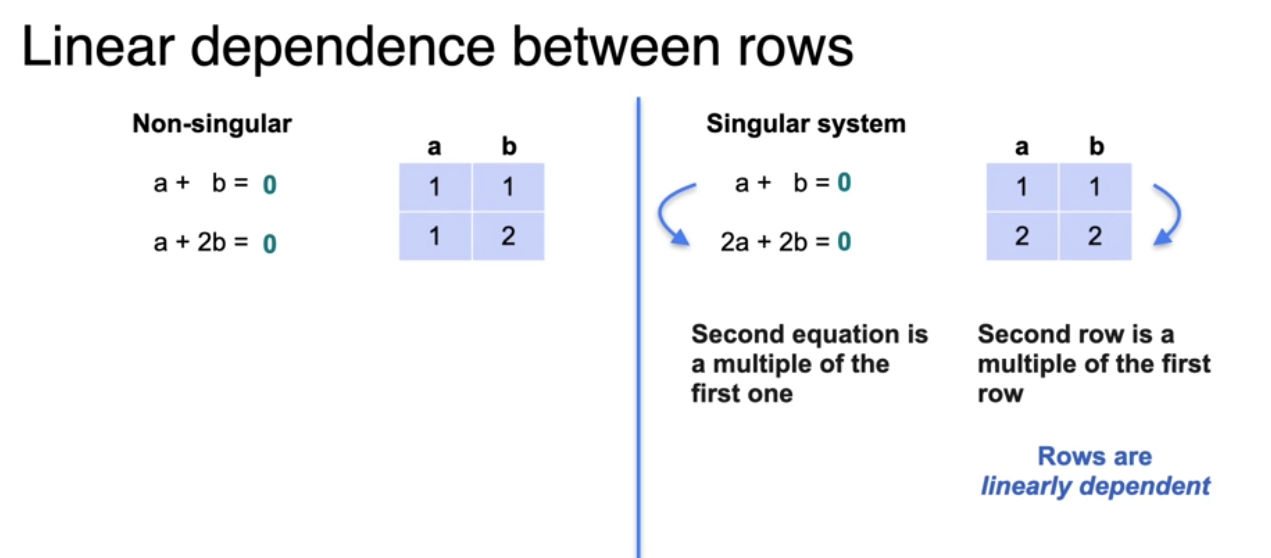 Linear dependence between rows
Non-singular
a + b = 0
a + 2b = 0
a b
1 1
1 2
Singular system
a + b = 0
2a + 2b = 0
a b
1 1
2 2
Second equation is
a multiple of the
first one
Second row is a
multiple of the first
row
Rows are
linearly dependent